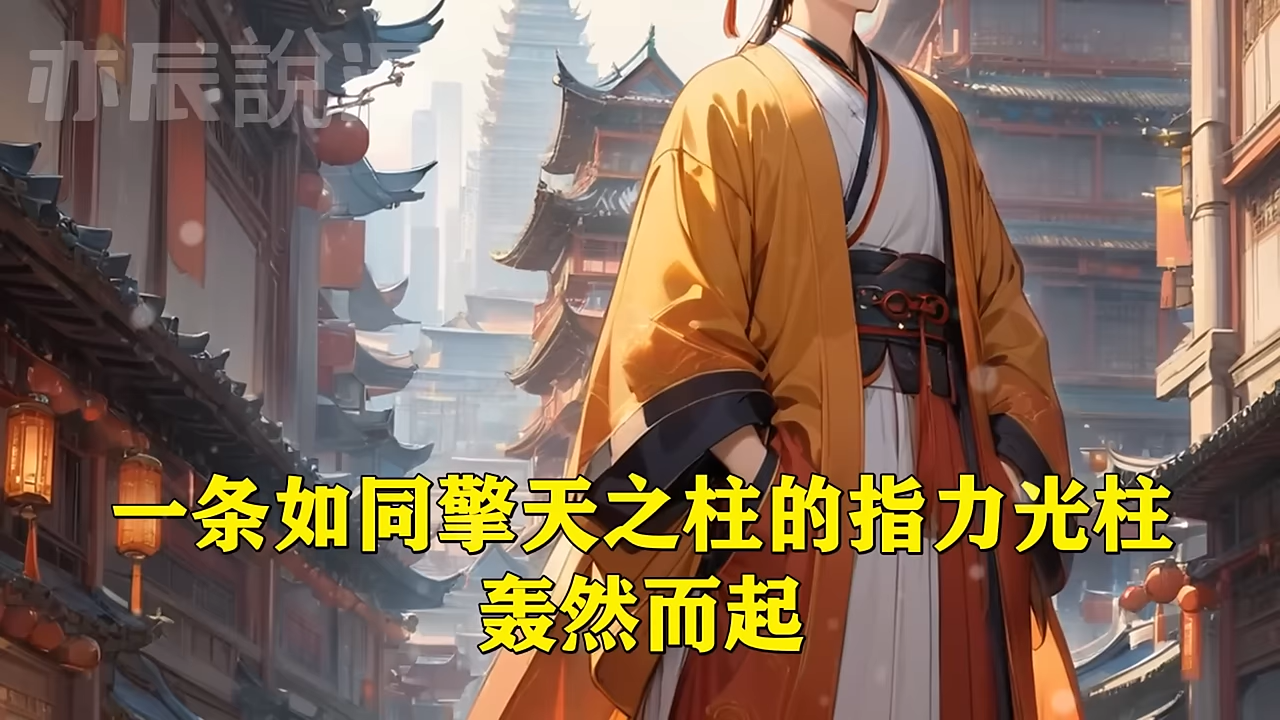 亦辰說
一条如同擎天之柱的指力光柱
轰然而起